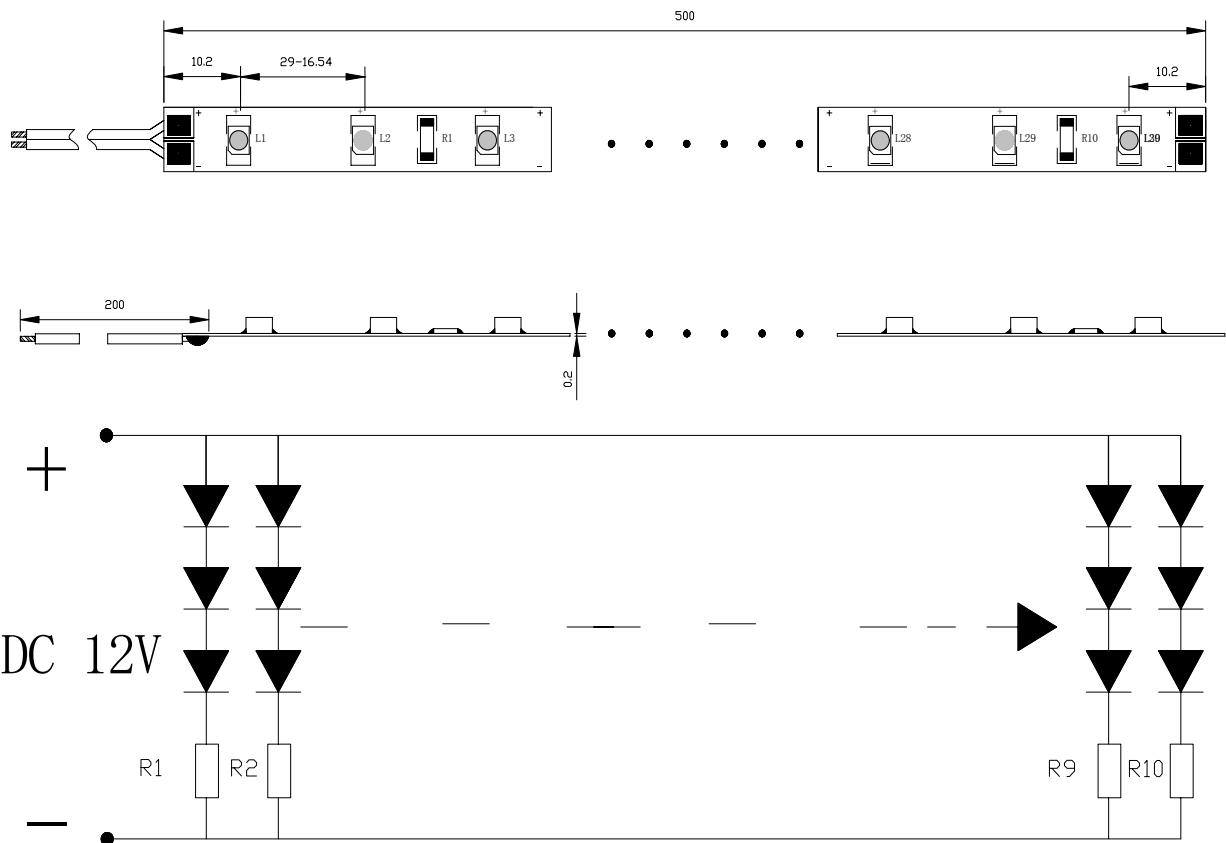 500
10.2
29-16.54
10.2
+ + + + + + + +
L1 L2 R1 L3 L28 L29 R10
- - - -
200
0.2
+
DC 12V
R1 R2 R9 R10
—